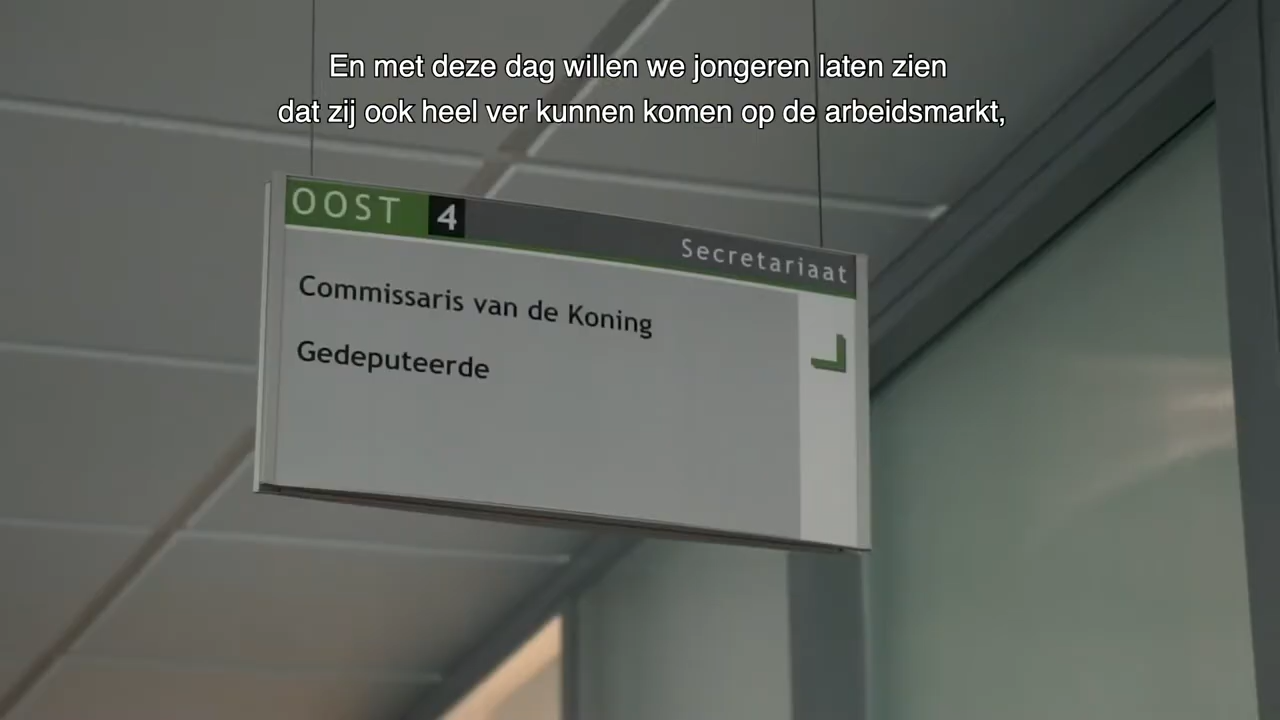 En met deze dag willen we jongeren laten zien
dat zij ook heel ver kunnen komen op de arbeidsmarkt,
OOST 4
Secretariaat
Commissaris van de Koning
Gedeputeerde